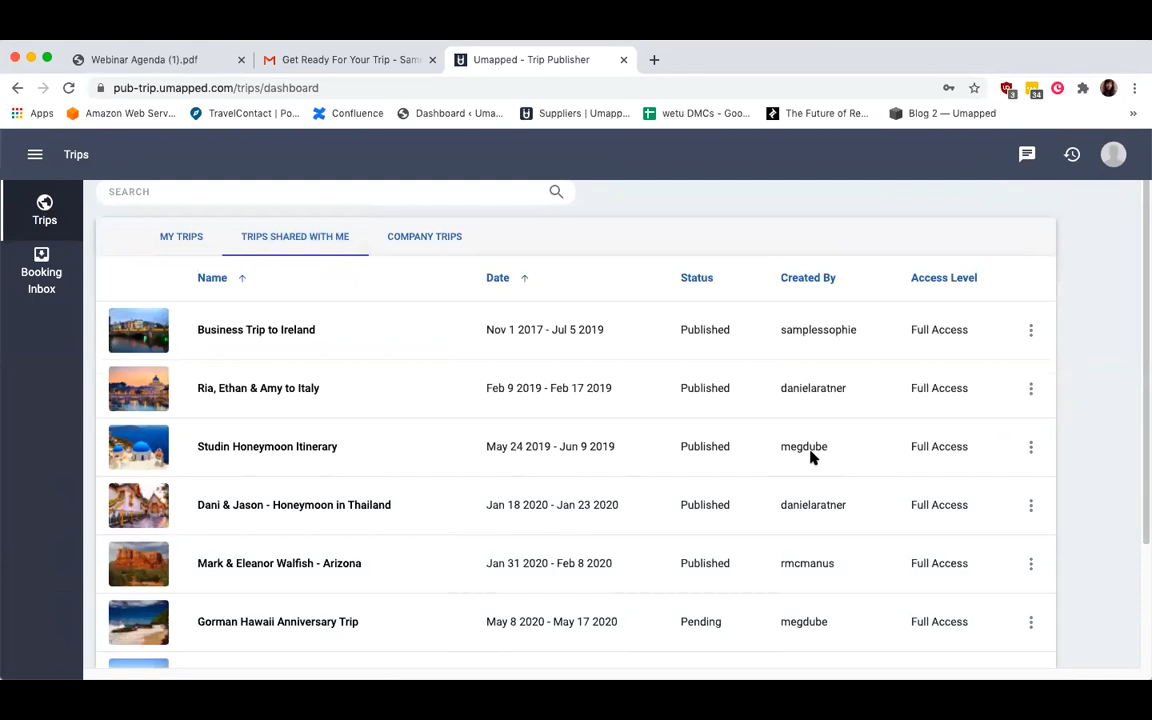 Webinar Agenda (1).pdf
Get Ready For Your Trip - Sam
Umapped - Trip Publisher
pub-trip.umapped.com/trips/dashboard
3
34
Apps
Amazon Web Serv...
TravelContact | Po...
Confluence
Dashboard ‹ Uma...
Suppliers | Umapp...
wetu DMCs - Goo...
The Future of Re...
Blog 2 — Umapped
»
Trips
Trips
Booking
Inbox
SEARCH
MY TRIPS TRIPS SHARED WITH ME COMPANY TRIPS
Name Date Status Created By Access Level
Business Trip to Ireland Nov 1 2017 - Jul 5 2019 Published samplessophie Full Access
Ria, Ethan & Amy to Italy Feb 9 2019 - Feb 17 2019 Published danielaratner Full Access
Studin Honeymoon Itinerary May 24 2019 - Jun 9 2019 Published megdube Full Access
Dani & Jason - Honeymoon in Thailand Jan 18 2020 - Jan 23 2020 Published danielaratner Full Access
Mark & Eleanor Walfish - Arizona Jan 31 2020 - Feb 8 2020 Published rmcmanus Full Access
Gorman Hawaii Anniversary Trip May 8 2020 - May 17 2020 Pending megdube Full Access